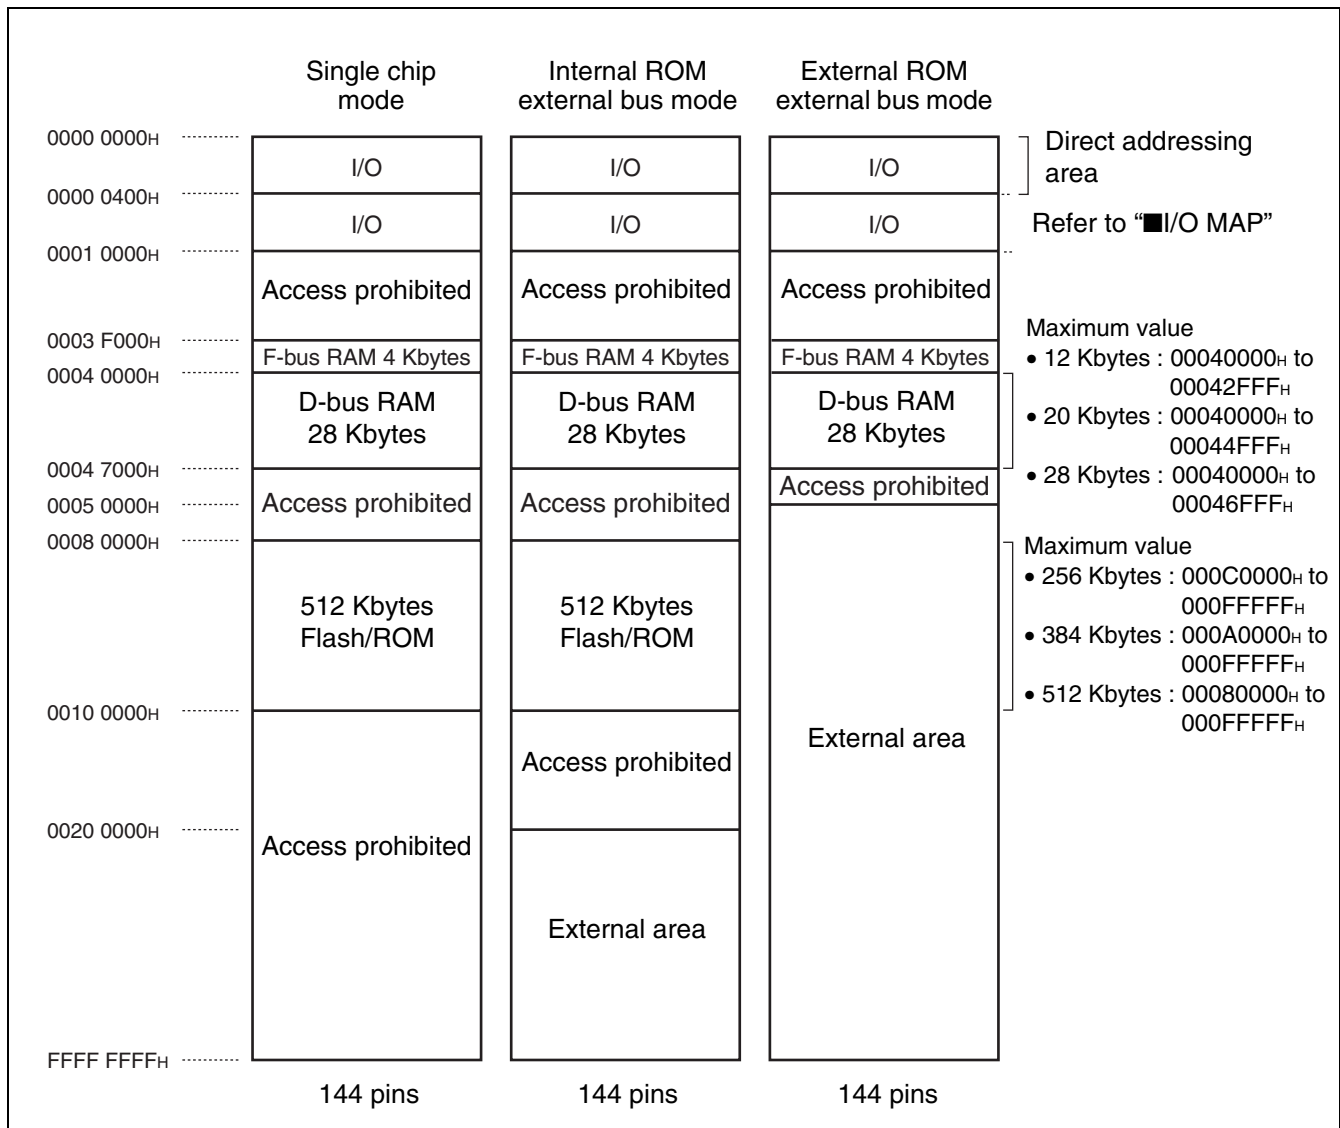 Single chip
mode
Internal ROM
external bus mode
External ROM
external bus mode
0000 0000H
0000 0400H
0001 0000H
0003 F000H
0004 0000H
0004 7000H
0005 0000H
0008 0000H
0010 0000H
0020 0000H
FFFF FFFFH
I/O
I/O
Access prohibited
F-bus RAM 4 Kbytes
D-bus RAM
28 Kbytes
Access prohibited
512 Kbytes
Flash/ROM
Access prohibited
144 pins
I/O
I/O
Access prohibited
F-bus RAM 4 Kbytes
D-bus RAM
28 Kbytes
Access prohibited
512 Kbytes
Flash/ROM
Access prohibited
External area
144 pins
I/O
I/O
Access prohibited
F-bus RAM 4 Kbytes
D-bus RAM
28 Kbytes
Access prohibited
External area
144 pins
Direct addressing
area
Refer to “■I/O MAP”
Maximum value
• 12 Kbytes : 00040000H to
00042FFFH
• 20 Kbytes : 00040000H to
00044FFFH
• 28 Kbytes : 00040000H to
00046FFFH
Maximum value
• 256 Kbytes : 000C0000H to
000FFFFFH
• 384 Kbytes : 000A0000H to
000FFFFFH
• 512 Kbytes : 00080000H to
000FFFFFH